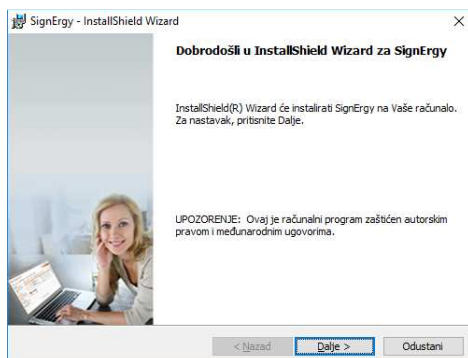 SignErgy - InstallShield Wizard
Dobrodošli u InstallShield Wizard za SignErgy
InstallShield(R) Wizard će instalirati SignErgy na Vaše računalo.
Za nastavak, pritisnite Dalje.
UPOZORENJE: Ovaj je računalni program zaštićen autorskim
pravom i međunarodnim ugovorima.
< Nazad
Dalje >
Odustani